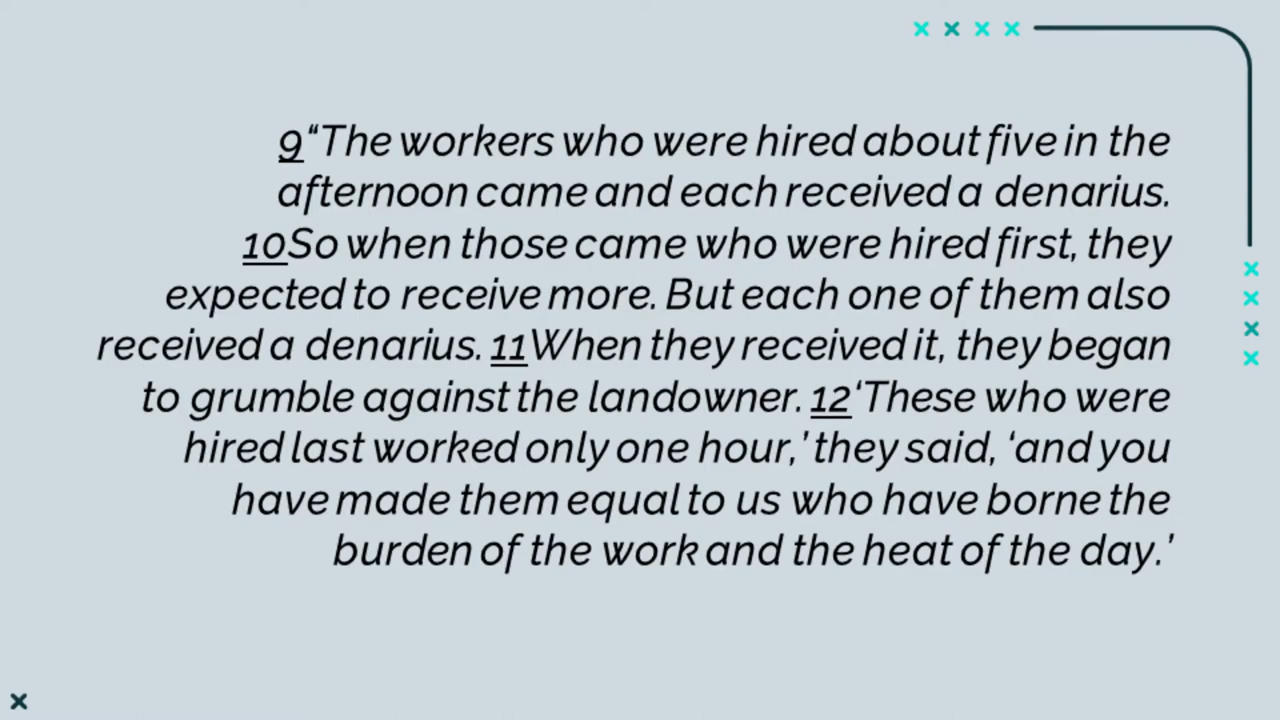 9“The workers who were hired about five in the
afternoon came and each received a denarius.
10So when those came who were hired first, they
expected to receive more. But each one of them also
received a denarius. 11When they received it, they began
to grumble against the landowner. 12‘These who were
hired last worked only one hour,’ they said, ‘and you
have made them equal to us who have borne the
burden of the work and the heat of the day.’